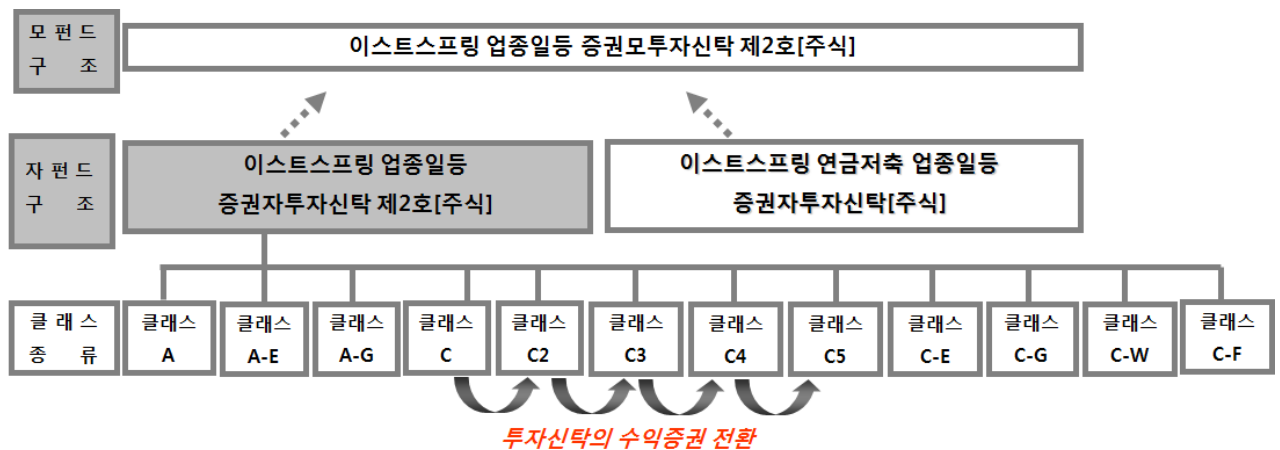 모 펀 드
구 조
이스트스프링 업종일등 증권모투자신탁 제2호[주식]
자 펀 드
구 조
이스트스프링 업종일등
증권자투자신탁 제2호[주식]
이스트스프링 연금저축 업종일등
증권자투자신탁[주식]
클 래 스
종 류
클래스
A
클래스
A-E
클래스
A-G
클래스
C
클래스
C2
클래스
C3
클래스
C4
클래스
C5
클래스
C-E
클래스
C-G
클래스
C-W
클래스
C-F
투자신탁의 수익증권 전환